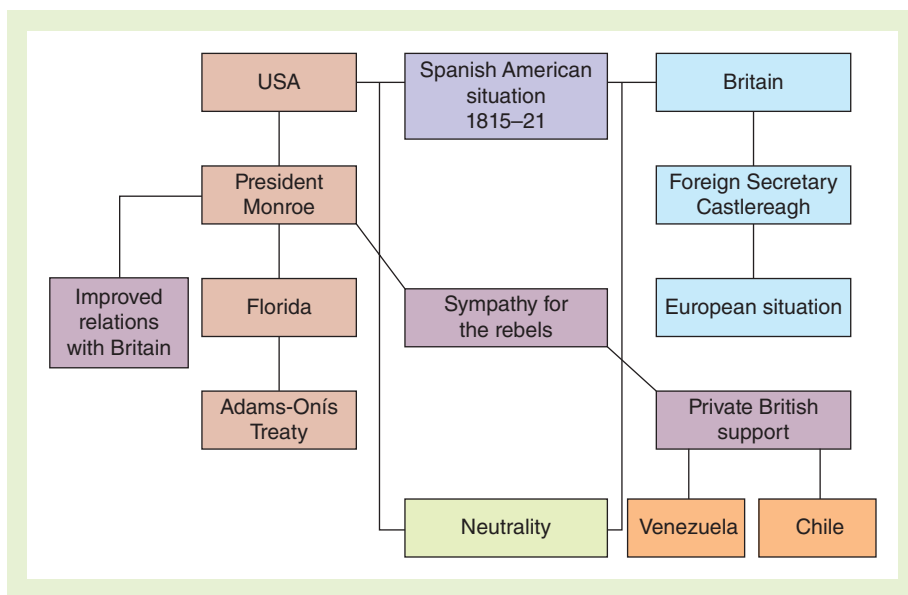 USA
Spanish American
situation
1815–21
Britain
President
Monroe
Foreign Secretary
Castlereagh
Improved
relations
with Britain
Florida
Sympathy for
the rebels
European situation
Adams-Onís
Treaty
Private British
support
Neutrality
Venezuela
Chile